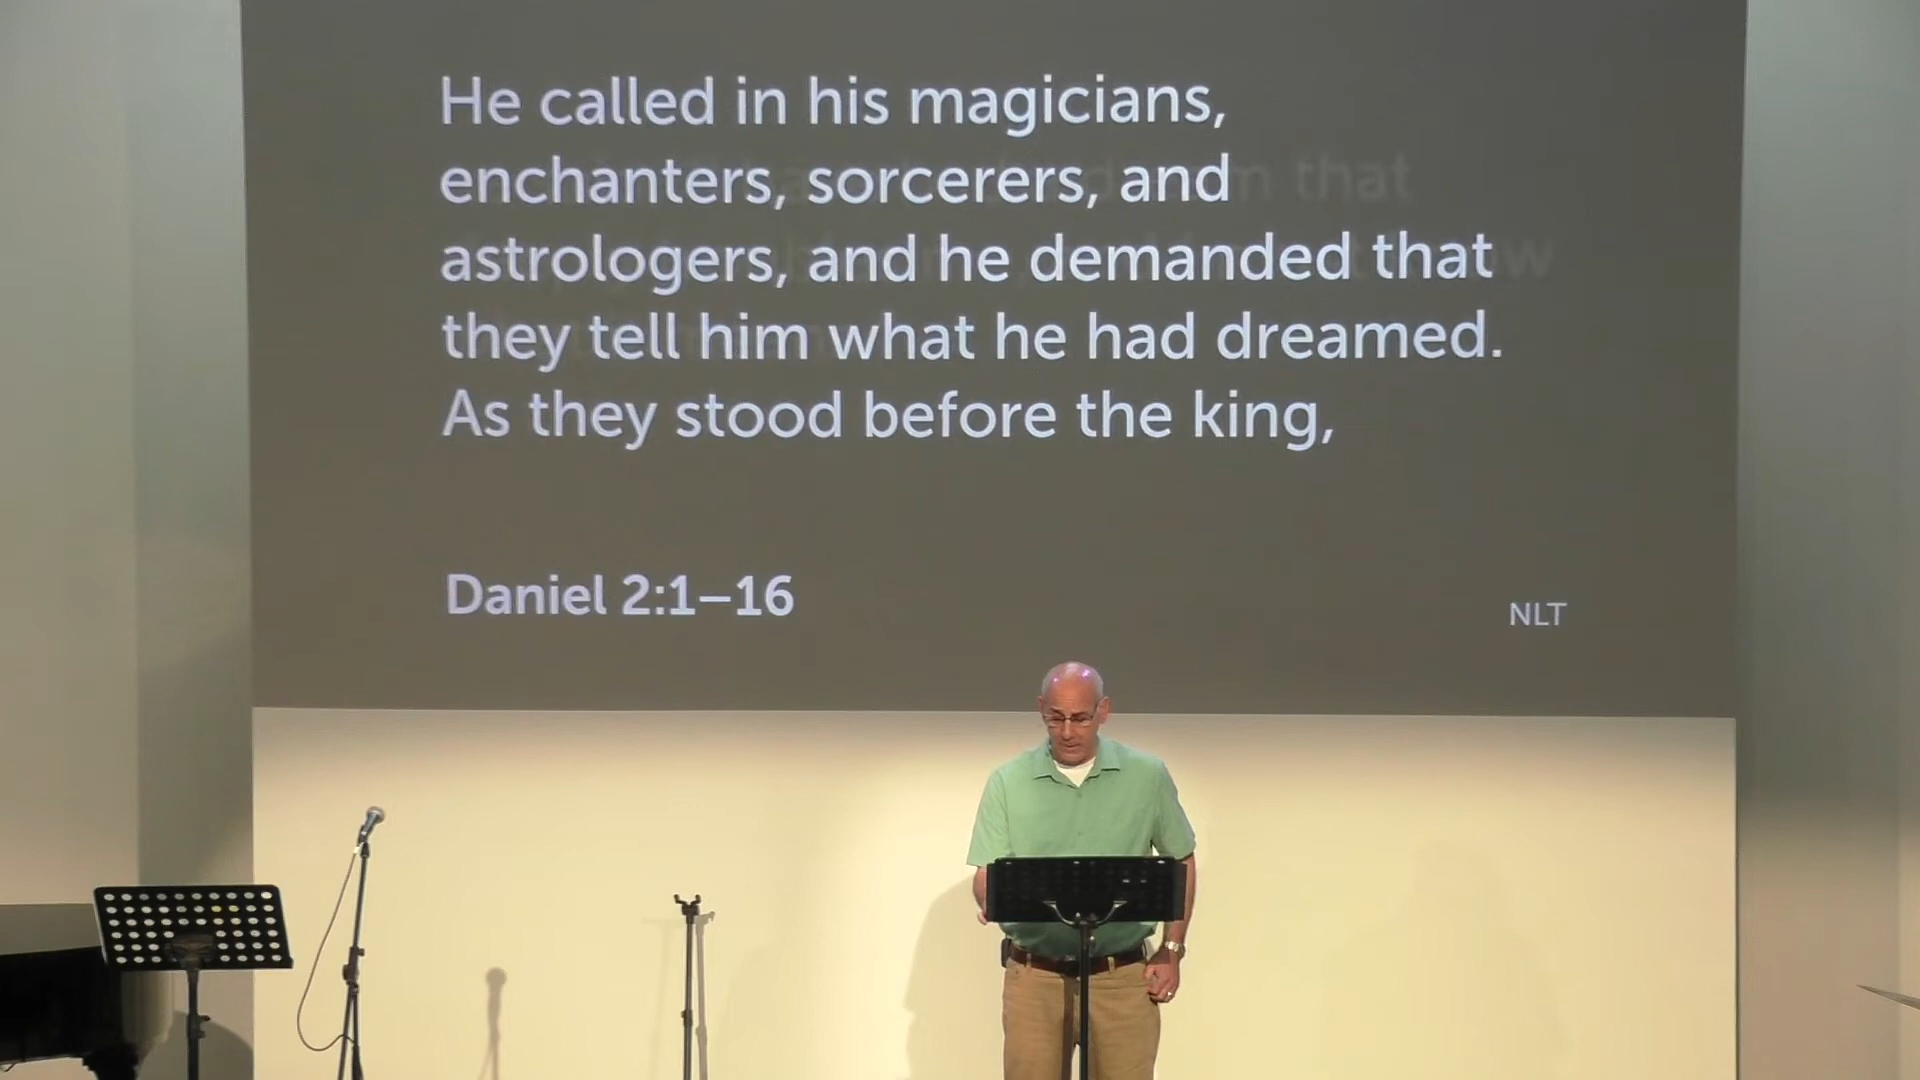 He called in his magicians,
enchanters, sorcerers, and
astrologers, and he demanded that
they tell him what he had dreamed.
As they stood before the king,
Daniel 2:1–16
NLT